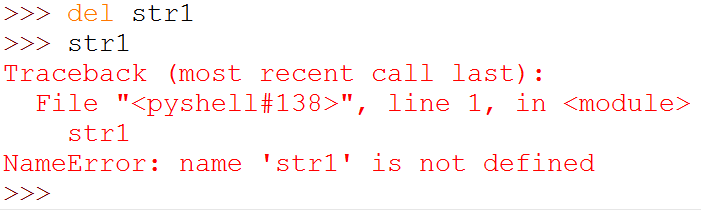 >>> del str1
>>> str1
Traceback (most recent call last):
  File "<pyshell#138>", line 1, in <module>
    str1
NameError: name 'str1' is not defined
>>>